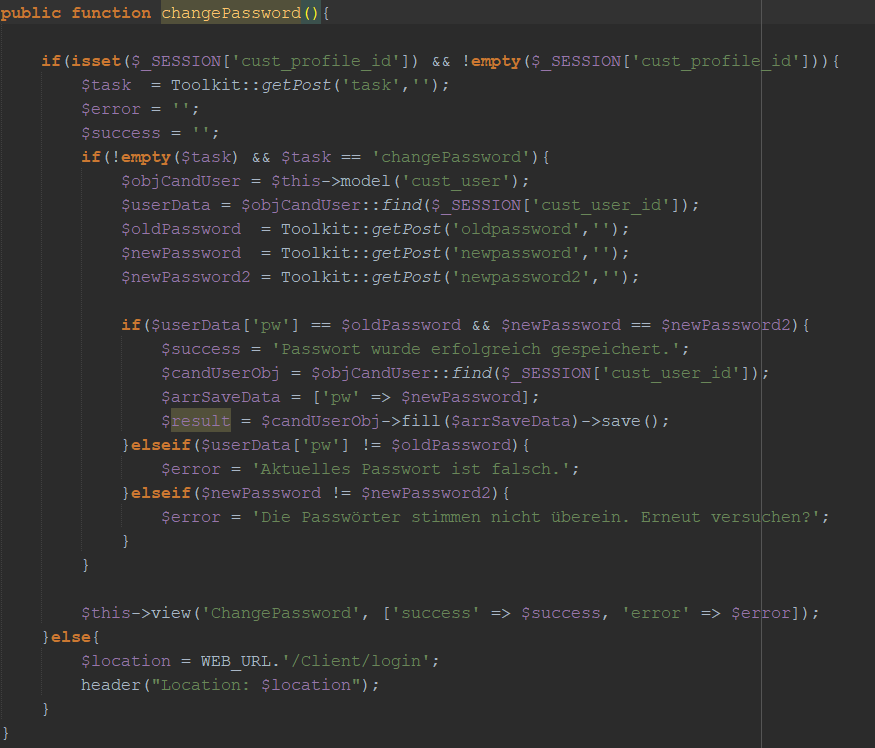 public function changePassword(){
if(isset($_SESSION['cust_profile_id']) && !empty($_SESSION['cust_profile_id'])){
$task  = Toolkit::getPost('task','');
$error = '';
$success = '';
if(!empty($task) && $task == 'changePassword'){
$objCandUser = $this->model('cust_user');
$userData = $objCandUser::find($_SESSION['cust_user_id']);
$oldPassword  = Toolkit::getPost('oldpassword','');
$newPassword  = Toolkit::getPost('newpassword','');
$newPassword2 = Toolkit::getPost('newpassword2','');
if($userData['pw'] == $oldPassword && $newPassword == $newPassword2){
$success = 'Passwort wurde erfolgreich gespeichert.';
$candUserObj = $objCandUser::find($_SESSION['cust_user_id']);
$arrSaveData = ['pw' => $newPassword];
$result = $candUserObj->fill($arrSaveData)->save();
}elseif($userData['pw'] != $oldPassword){
$error = 'Aktuelles Passwort ist falsch.';
}elseif($newPassword != $newPassword2){
$error = 'Die Passwörter stimmen nicht überein. Erneut versuchen?';
}
}
$this->view('ChangePassword', ['success' => $success, 'error' => $error]);
}else{
$location = WEB_URL.'/Client/login';
header("Location: $location");
}
}